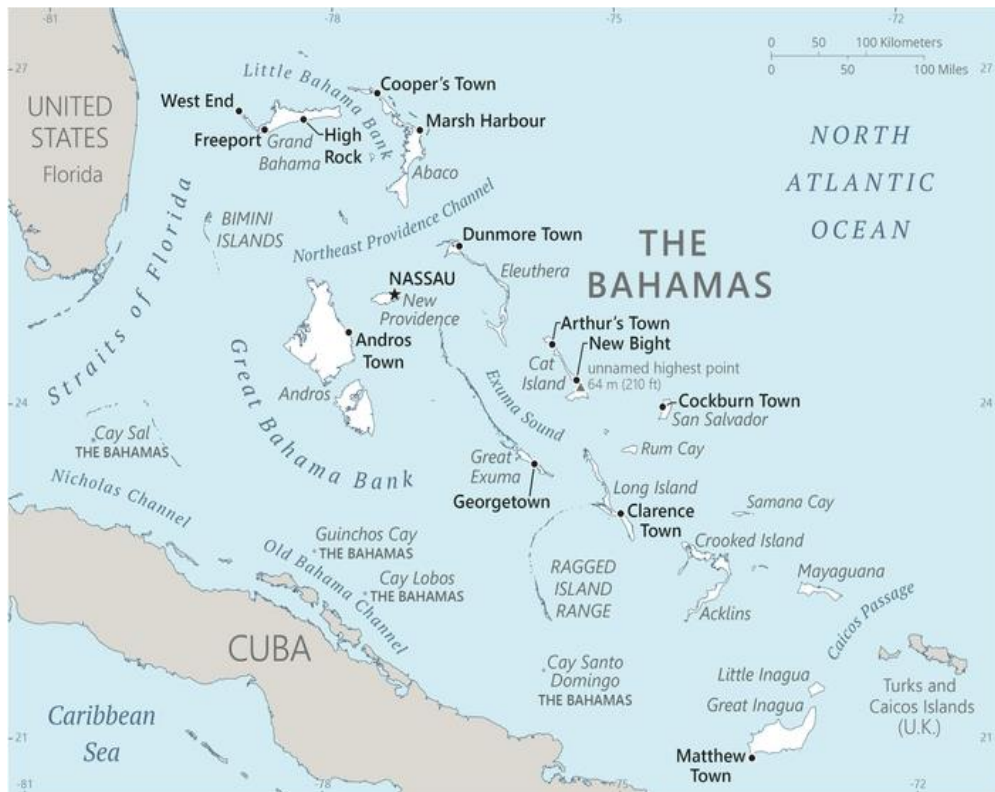 -81
-78
-75
-72
0 50 100 Kilometers
0 50 100 Miles
27
27
UNITED
STATES
Florida
Little Bahama Bank
Cooper's Town
West End
Freeport
High
Rock
Grand
Bahama
Marsh Harbour
Abaco
NORTH
ATLANTIC
OCEAN
Straits of Florida
BIMINI
ISLANDS
Northeast Providence Channel
Dunmore Town
Eleuthera
THE
BAHAMAS
NASSAU
New
Providence
Andros
Town
Andros
Great Bahama Bank
Arthur's Town
New Bight
Cat
Island
unnamed highest point
64 m (210 ft)
Exuma Sound
24
24
Cockburn Town
San Salvador
Cay Sal
THE BAHAMAS
Rum Cay
Great
Exuma
Georgetown
Nicholas Channel
Long Island
Clarence
Town
Samana Cay
Guinchos Cay
THE BAHAMAS
Old Bahama Channel
Cay Lobos
THE BAHAMAS
RAGGED
ISLAND
RANGE
Crooked Island
Acklins
Mayaguana
Caicos Passage
CUBA
Cay Santo
Domingo
THE BAHAMAS
Little Inagua
Great Inagua
Turks and
Caicos Islands
(U.K.)
Caribbean
Sea
Matthew
Town
21
21
-81
-78
-75
-72